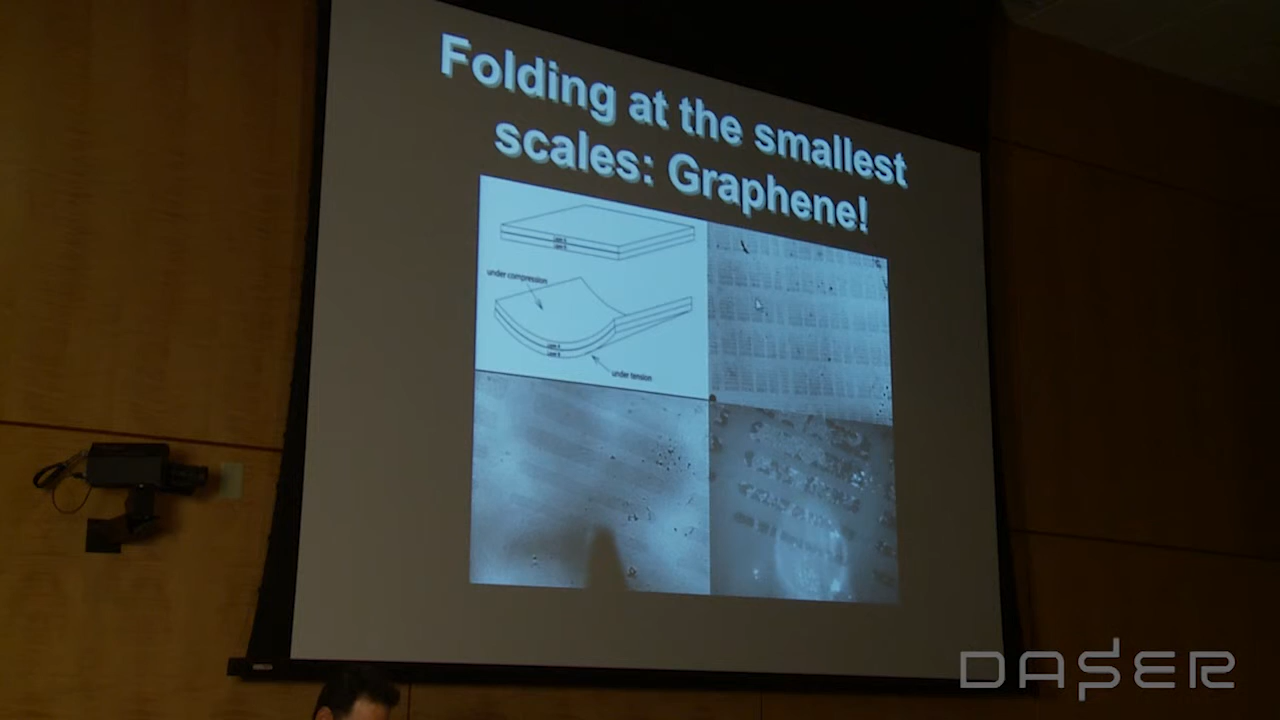 Folding at the smallest
scales: Graphene!
under compression
under tension
DASER